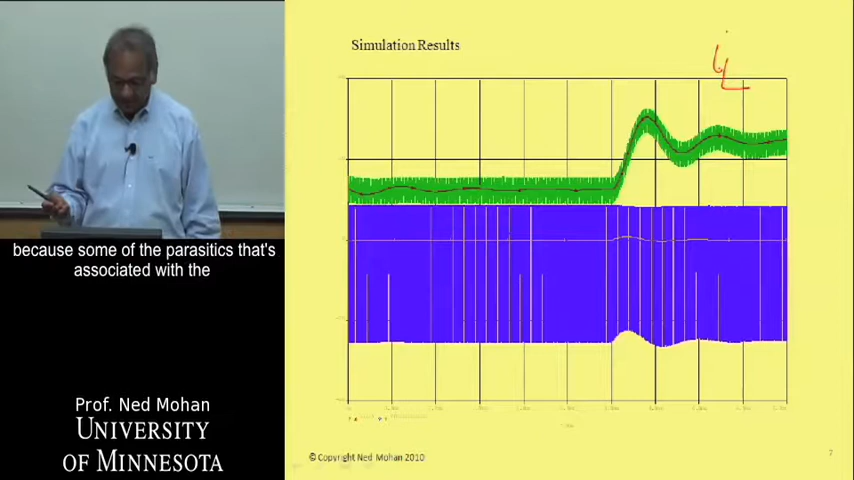 Simulation Results
iL
because some of the parasitics that's
associated with the
Prof. Ned Mohan
UNIVERSITY
OF MINNESOTA
©Copyright Ned Mohan 2010
7